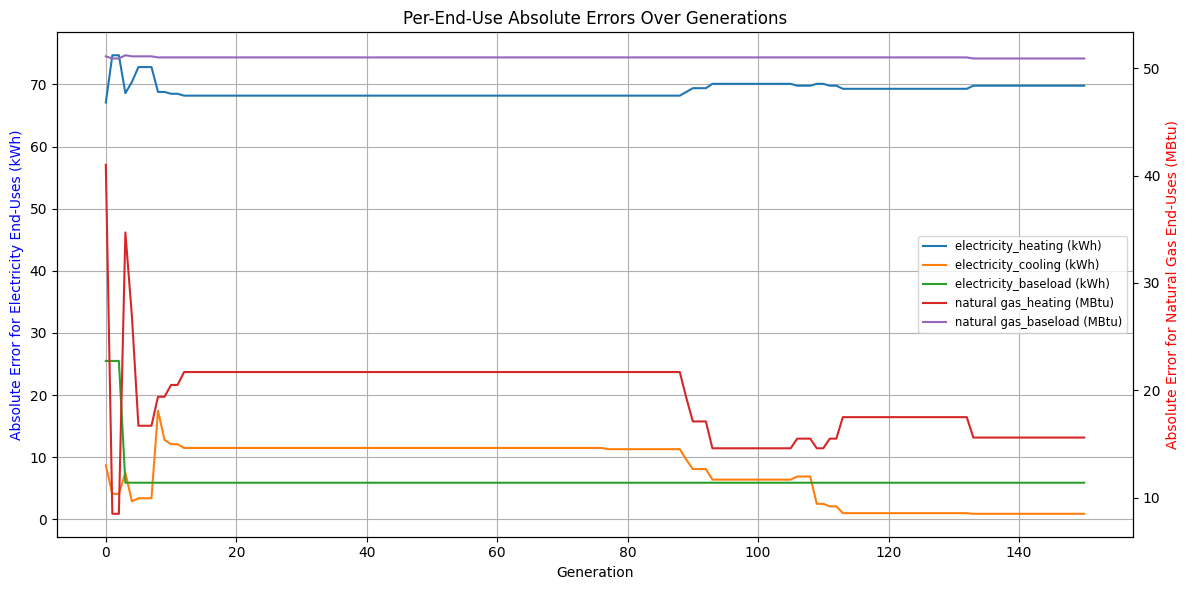 Per-End-Use Absolute Errors Over Generations
Absolute Error for Electricity End-Uses (kWh)
70
60
50
40
30
20
10
0
0
20
40
60
80
100
120
140
Generation
50
40
30
20
10
Absolute Error for Natural Gas End-Uses (MBtu)
electricity_heating (kWh)
electricity_cooling (kWh)
electricity_baseload (kWh)
natural gas_heating (MBtu)
natural gas_baseload (MBtu)